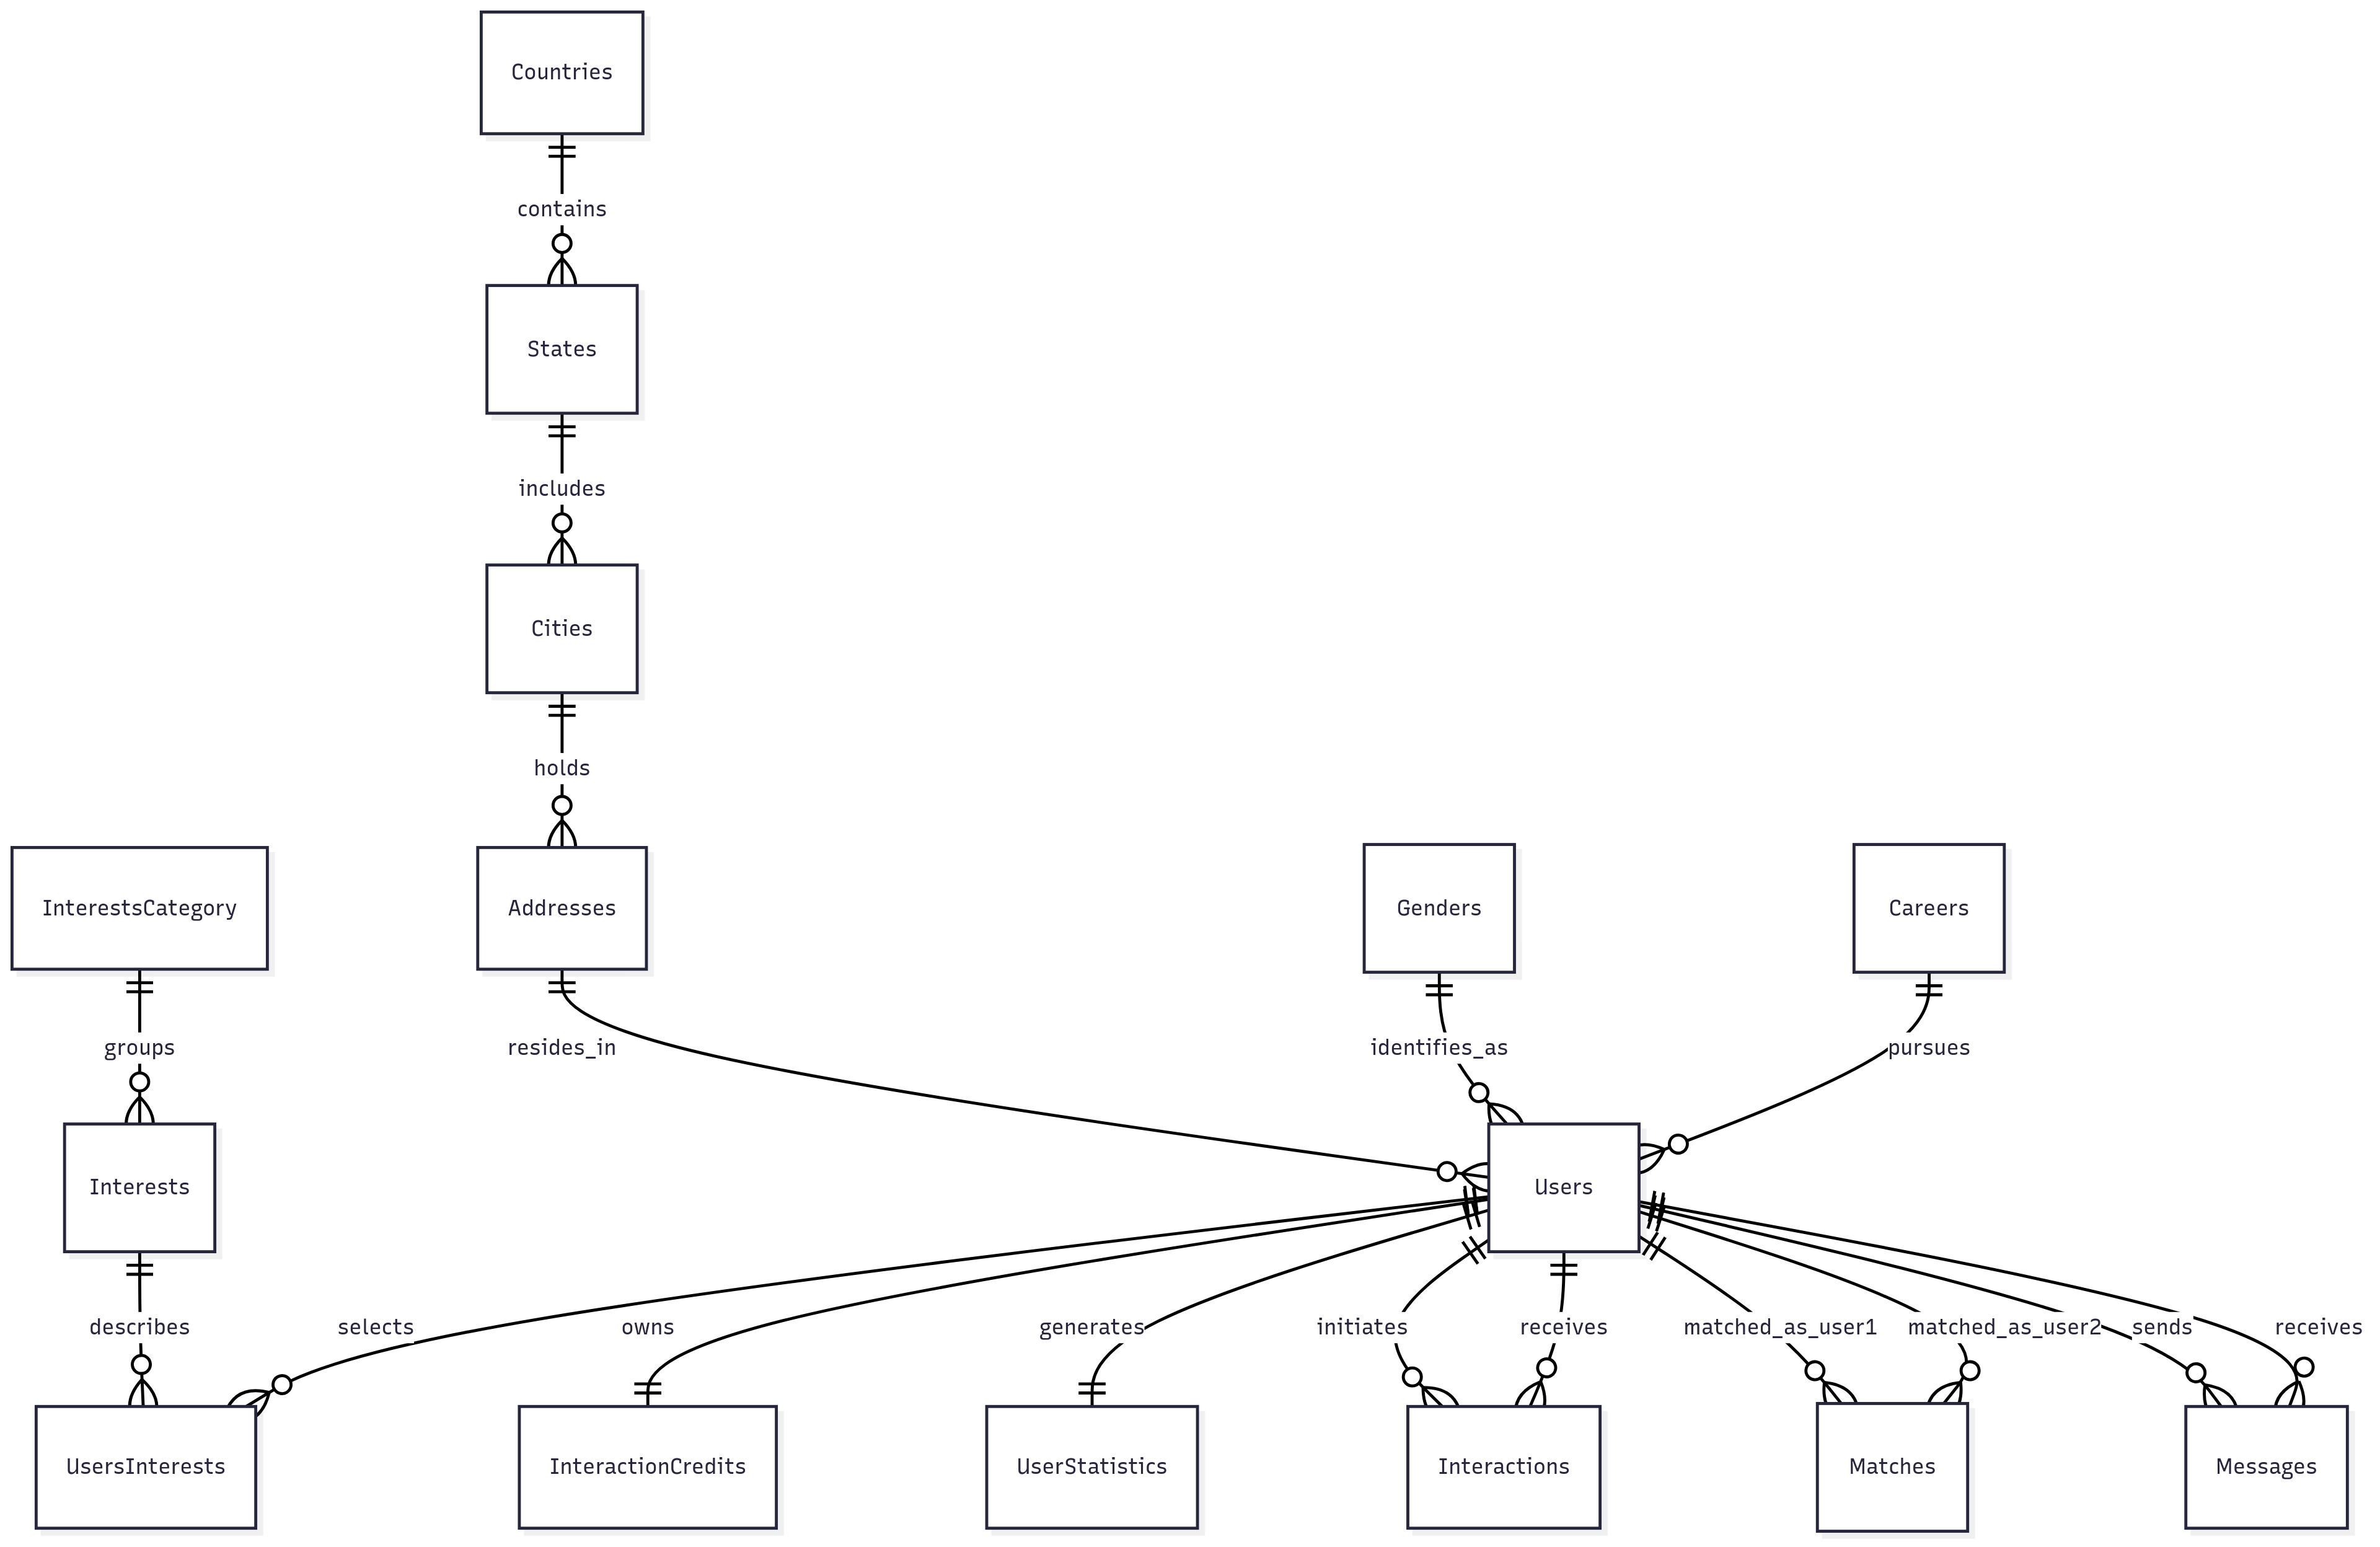 Countries
contains
States
includes
Cities
holds
InterestsCategory
Addresses
Genders
Careers
groups
resides_in
identifies_as
pursues
Interests
Users
describes
selects
owns
generates
initiates
receives
matched_as_user1
matched_as_user2
sends
receives
UsersInterests
InteractionCredits
UserStatistics
Interactions
Matches
Messages